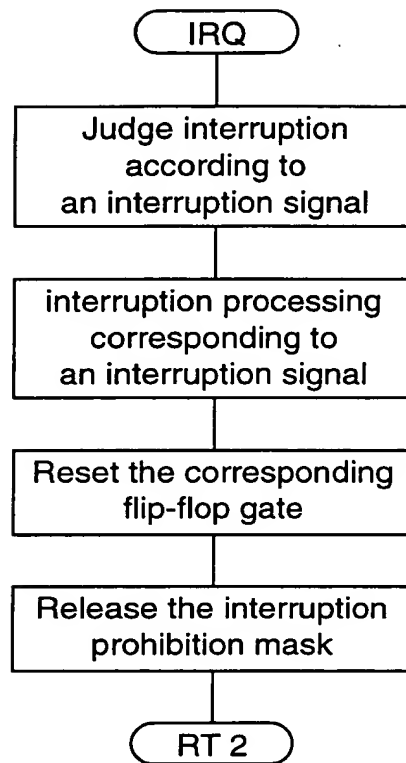 IRQ
Judge interruption
according to
an interruption signal
interruption processing
corresponding to
an interruption signal
Reset the corresponding
flip-flop gate
Release the interruption
prohibition mask
RT 2